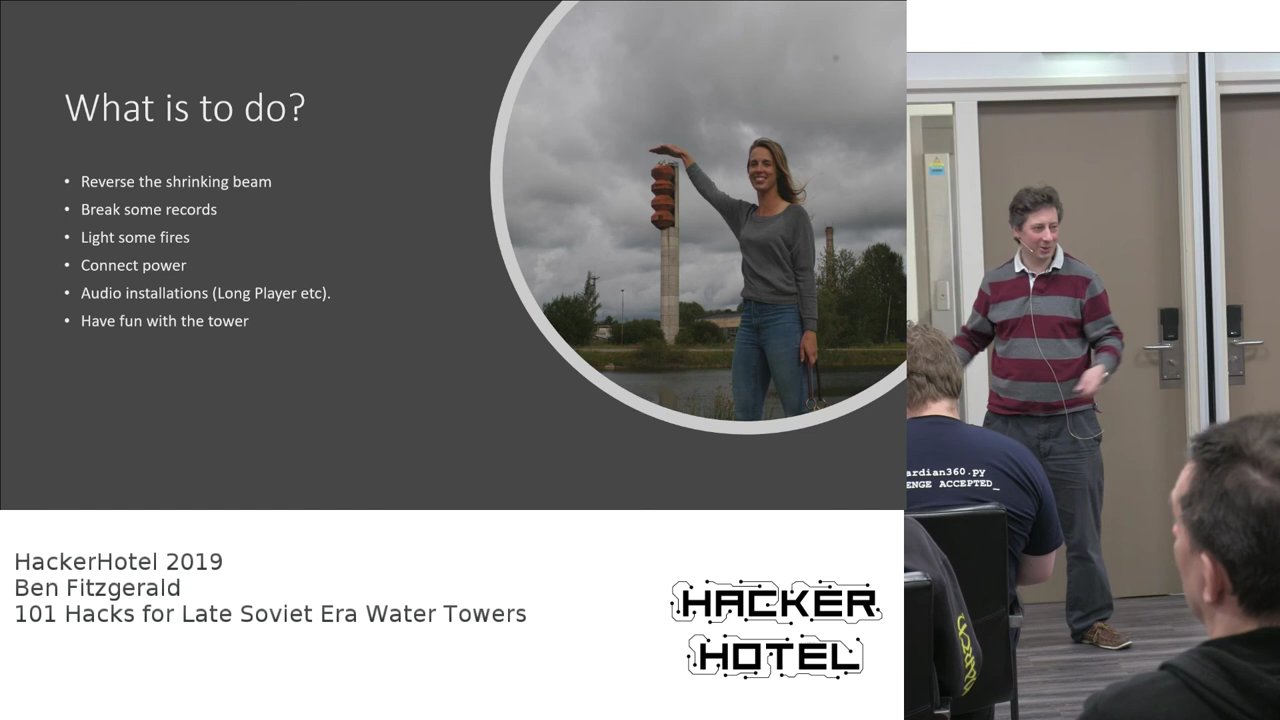 What is to do?
• Reverse the shrinking beam
• Break some records
• Light some fires
• Connect power
• Audio installations (Long Player etc).
• Have fun with the tower
ardian360.py
ENGE ACCEPTED_
HackerHotel 2019
Ben Fitzgerald
101 Hacks for Late Soviet Era Water Towers
HACKER
HOTEL